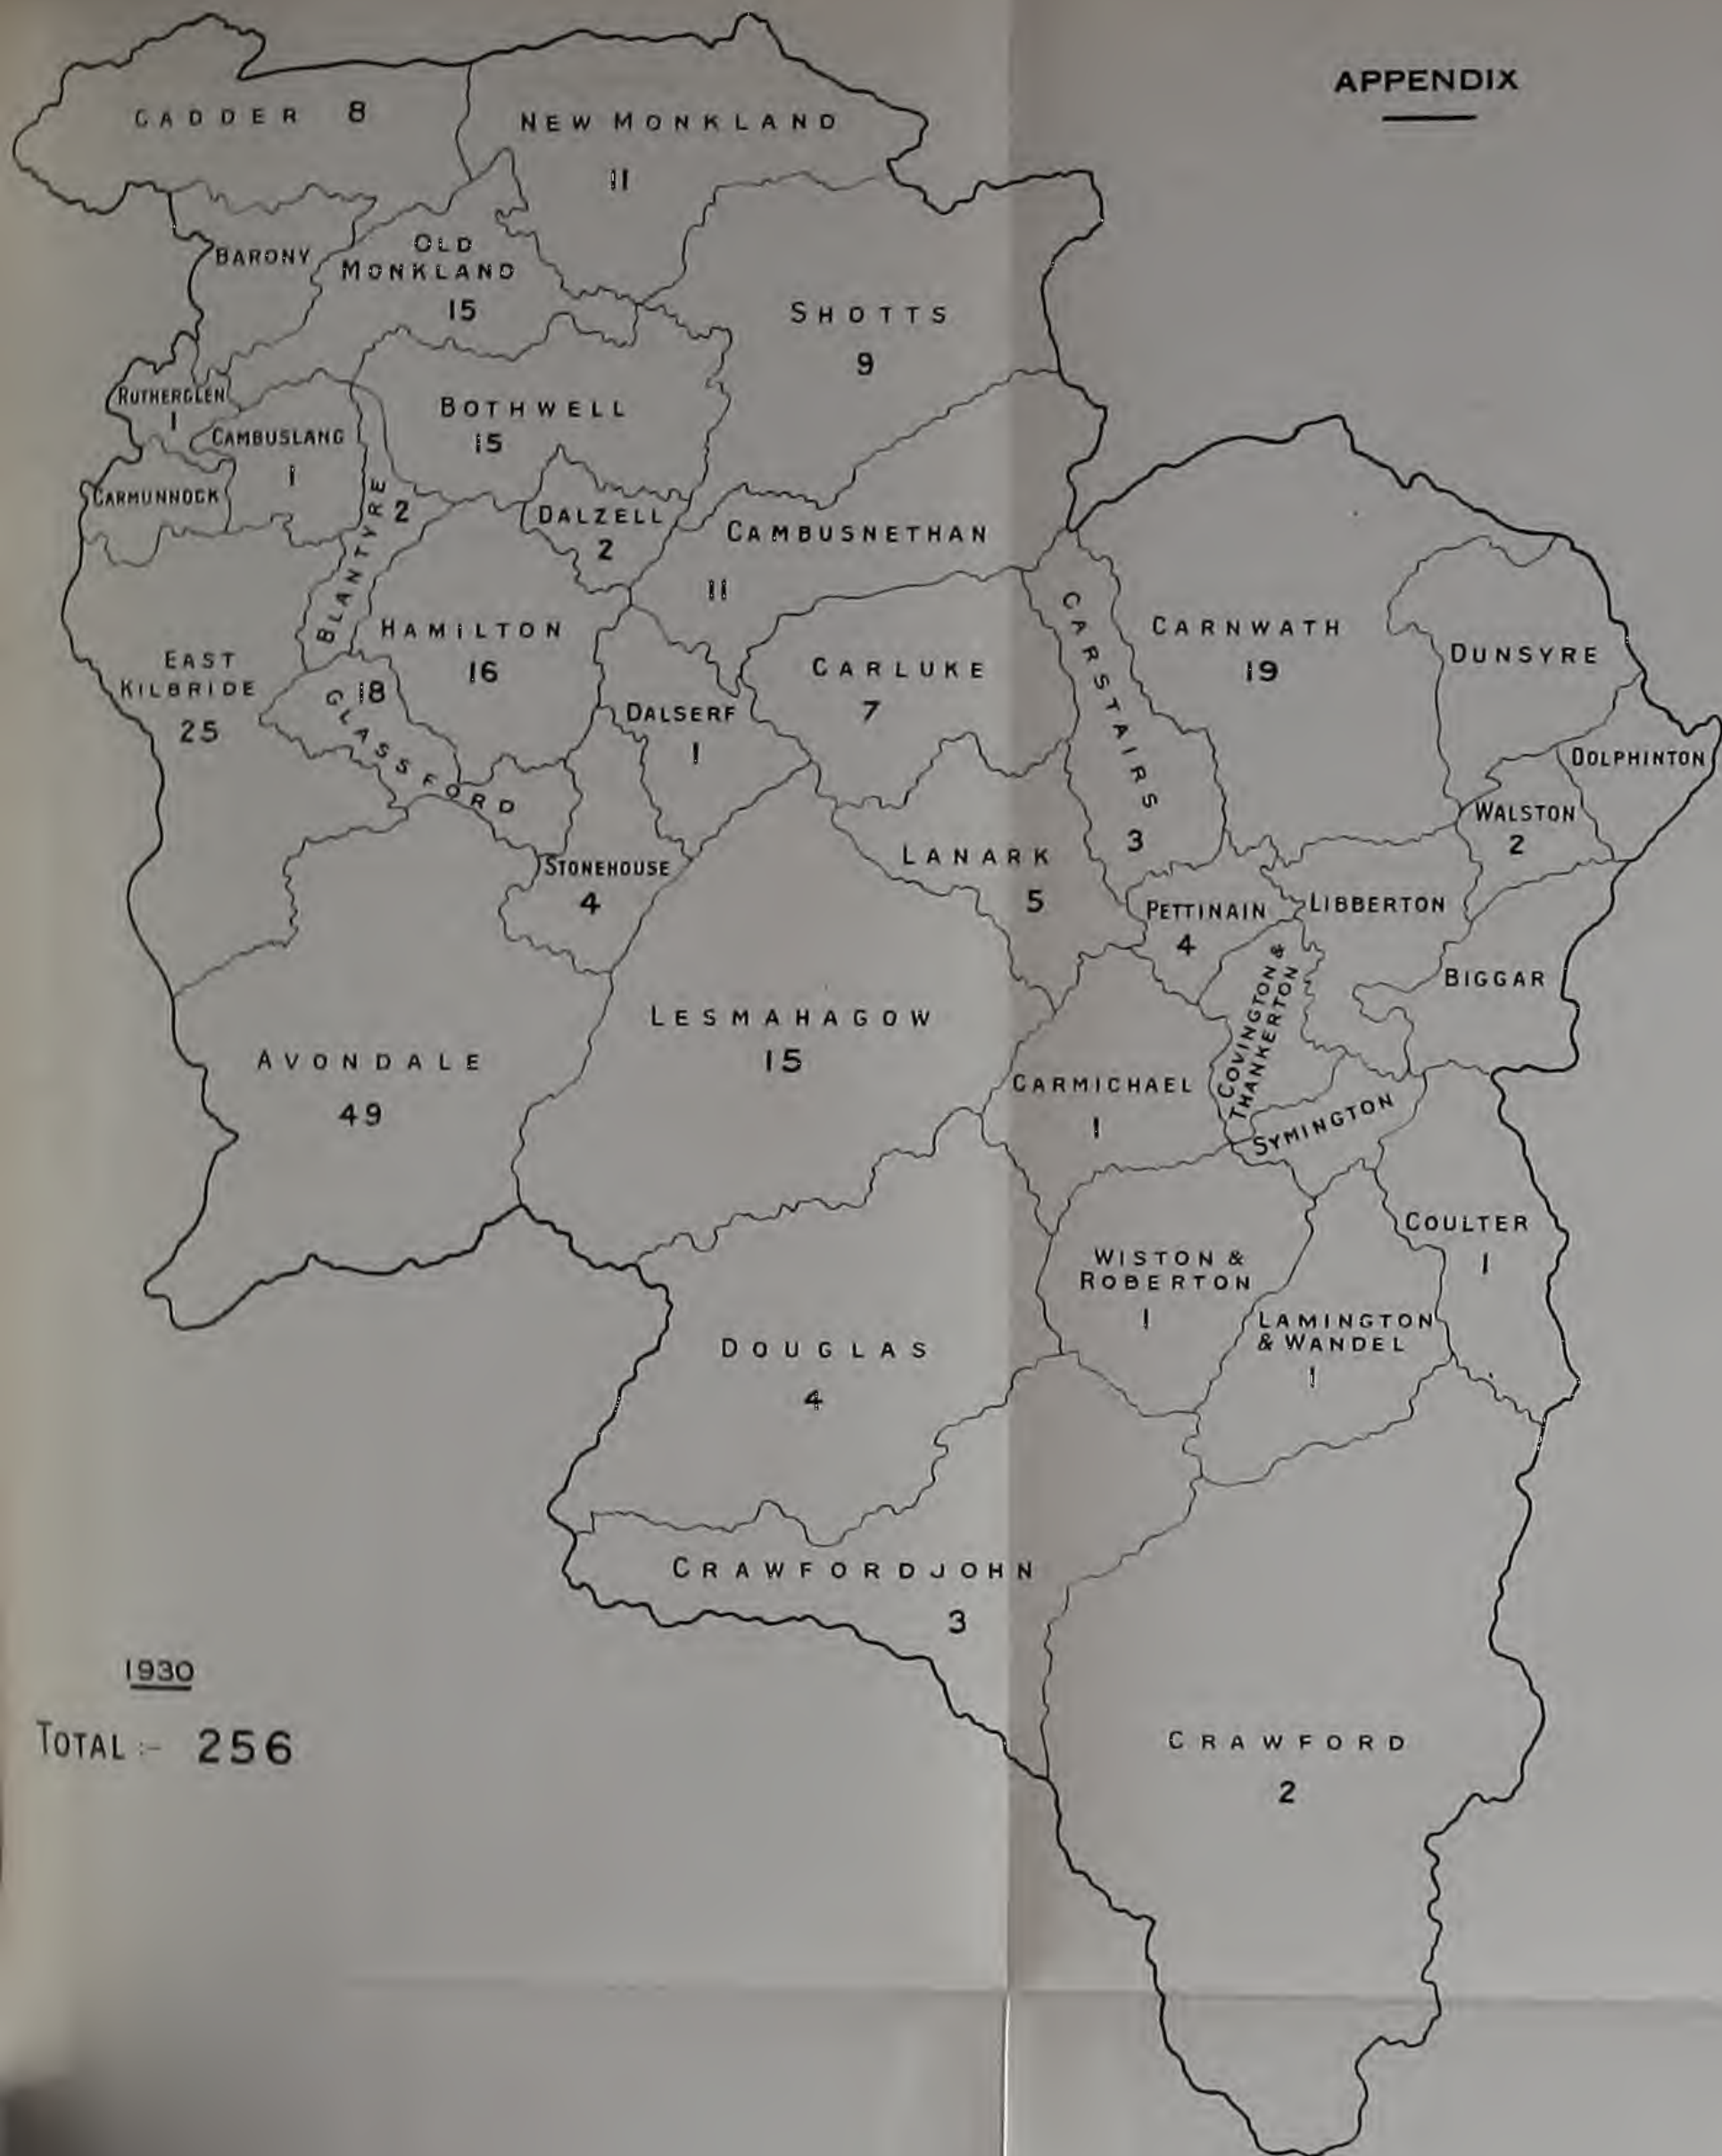 APPENDIX
CADDER 8
NEW MONKLAND
11
BARONY
OLD
MONKLAND
15
SHOTTS
9
RUTHERGLEN
1
CAMBUSLANG
1
BOTHWELL
15
CARMUNNOCK
BLANTYRE
2
DALZELL
2
CAMBUSNETHAN
11
CARSTAIRS
3
CARNWATH
19
DUNSYRE
EAST
KILBRIDE
25
HAMILTON
16
GLASSFORD
18
DALSERF
1
CARLUKE
7
DOLPHINTON
WALSTON
2
STONEHOUSE
4
LANARK
5
PETTINAIN
4
LIBBERTON
BIGGAR
COVINGTON &
THANKERTON
LESMAHAGOW
15
AVONDALE
49
CARMICHAEL
1
SYMINGTON
COULTER
1
WISTON &
ROBERTON
1
LAMINGTON
& WANDEL
1
DOUGLAS
4
CRAWFORDJOHN
3
CRAWFORD
2
1930
TOTAL :- 256